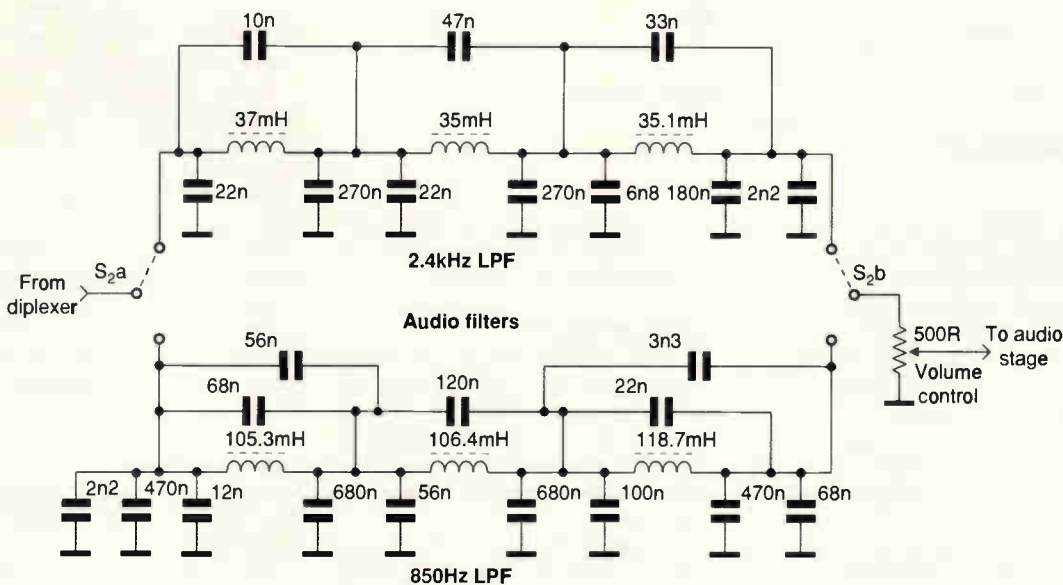 10n
47n
33n
37mH
35mH
35.1mH
22n
270n
22n
270n
6n8
180n
2n2
2.4kHz LPF
S2a
From
diplexer
S2b
Audio filters
500R
Volume
control
To audio
stage
56n
3n3
68n
120n
22n
105.3mH
106.4mH
118.7mH
2n2
470n
12n
680n
56n
680n
100n
470n
68n
850Hz LPF